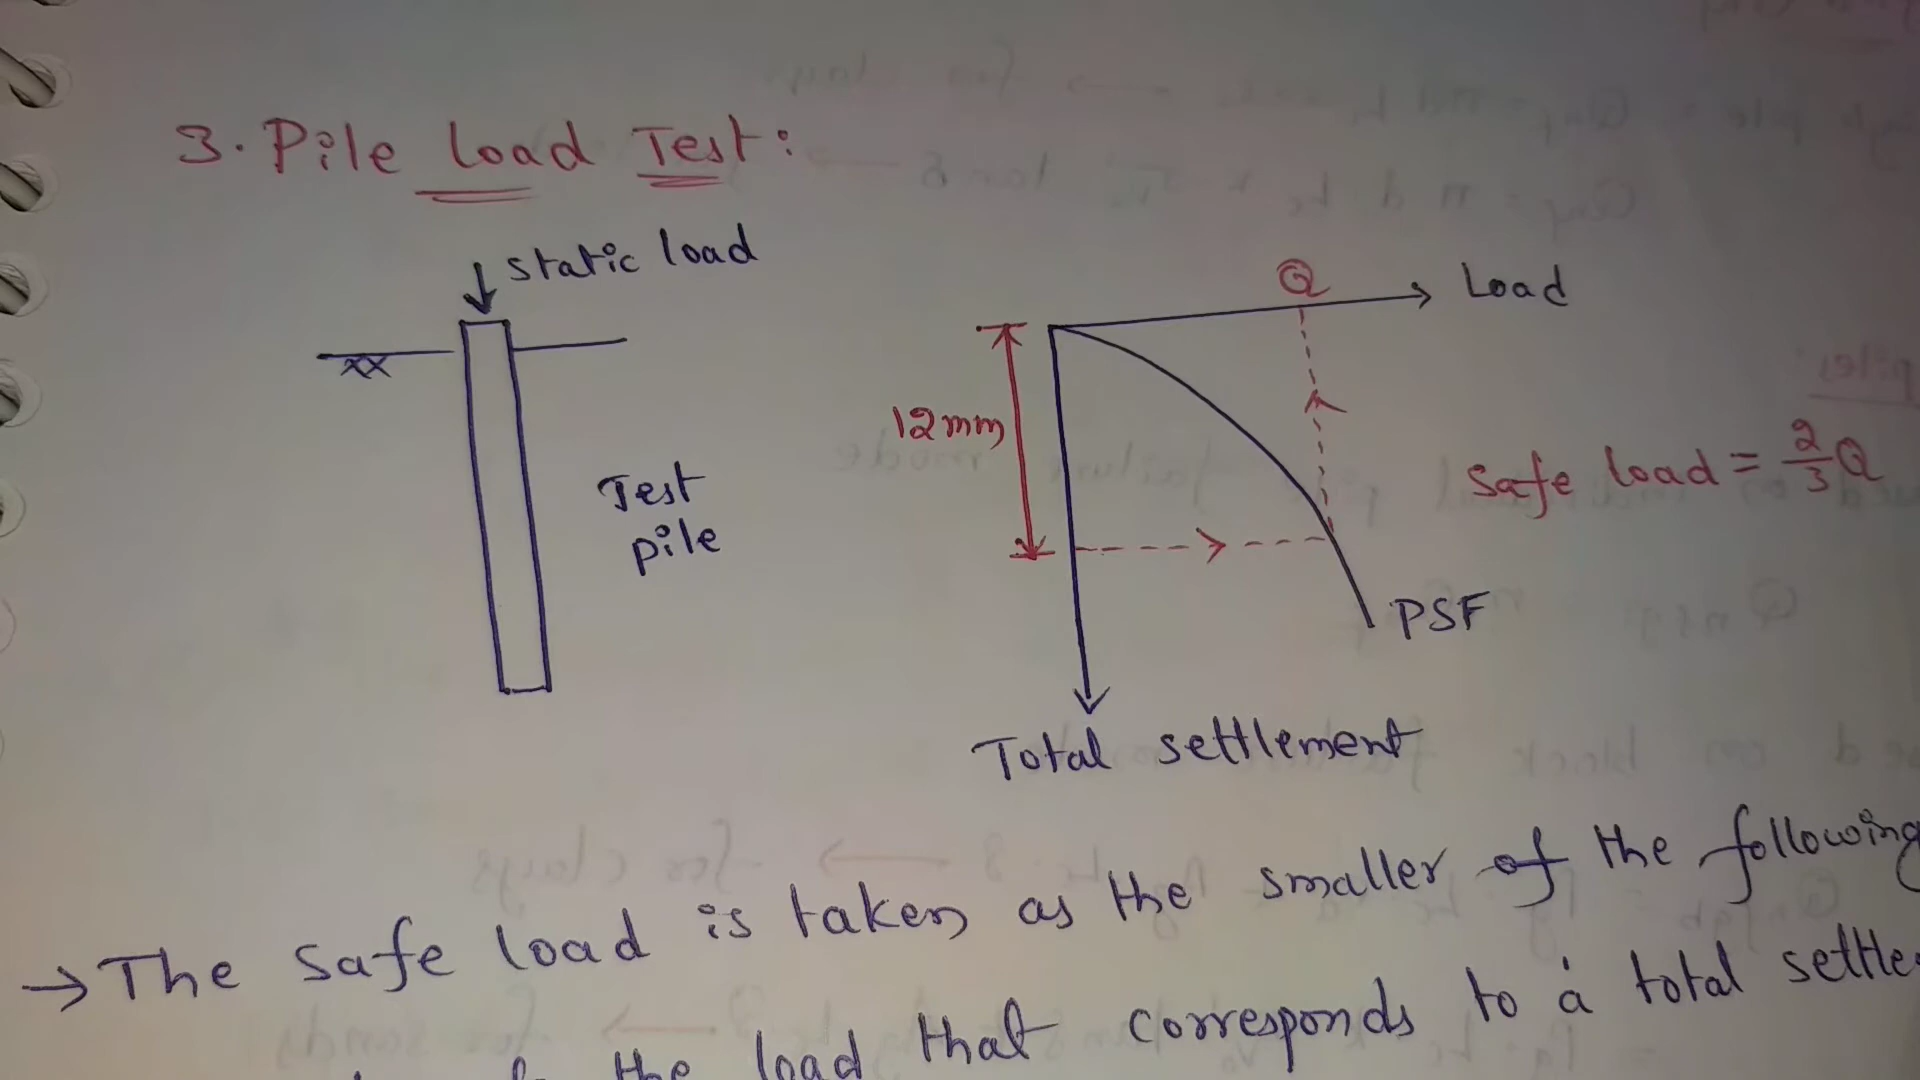 3. Pile Load Test:
static load
Test
pile
Q
Load
12mm
Safe load = 2/3 Q
PSF
Total settlement
→ The safe load is taken as the smaller of the following
the load that corresponds to a total settle